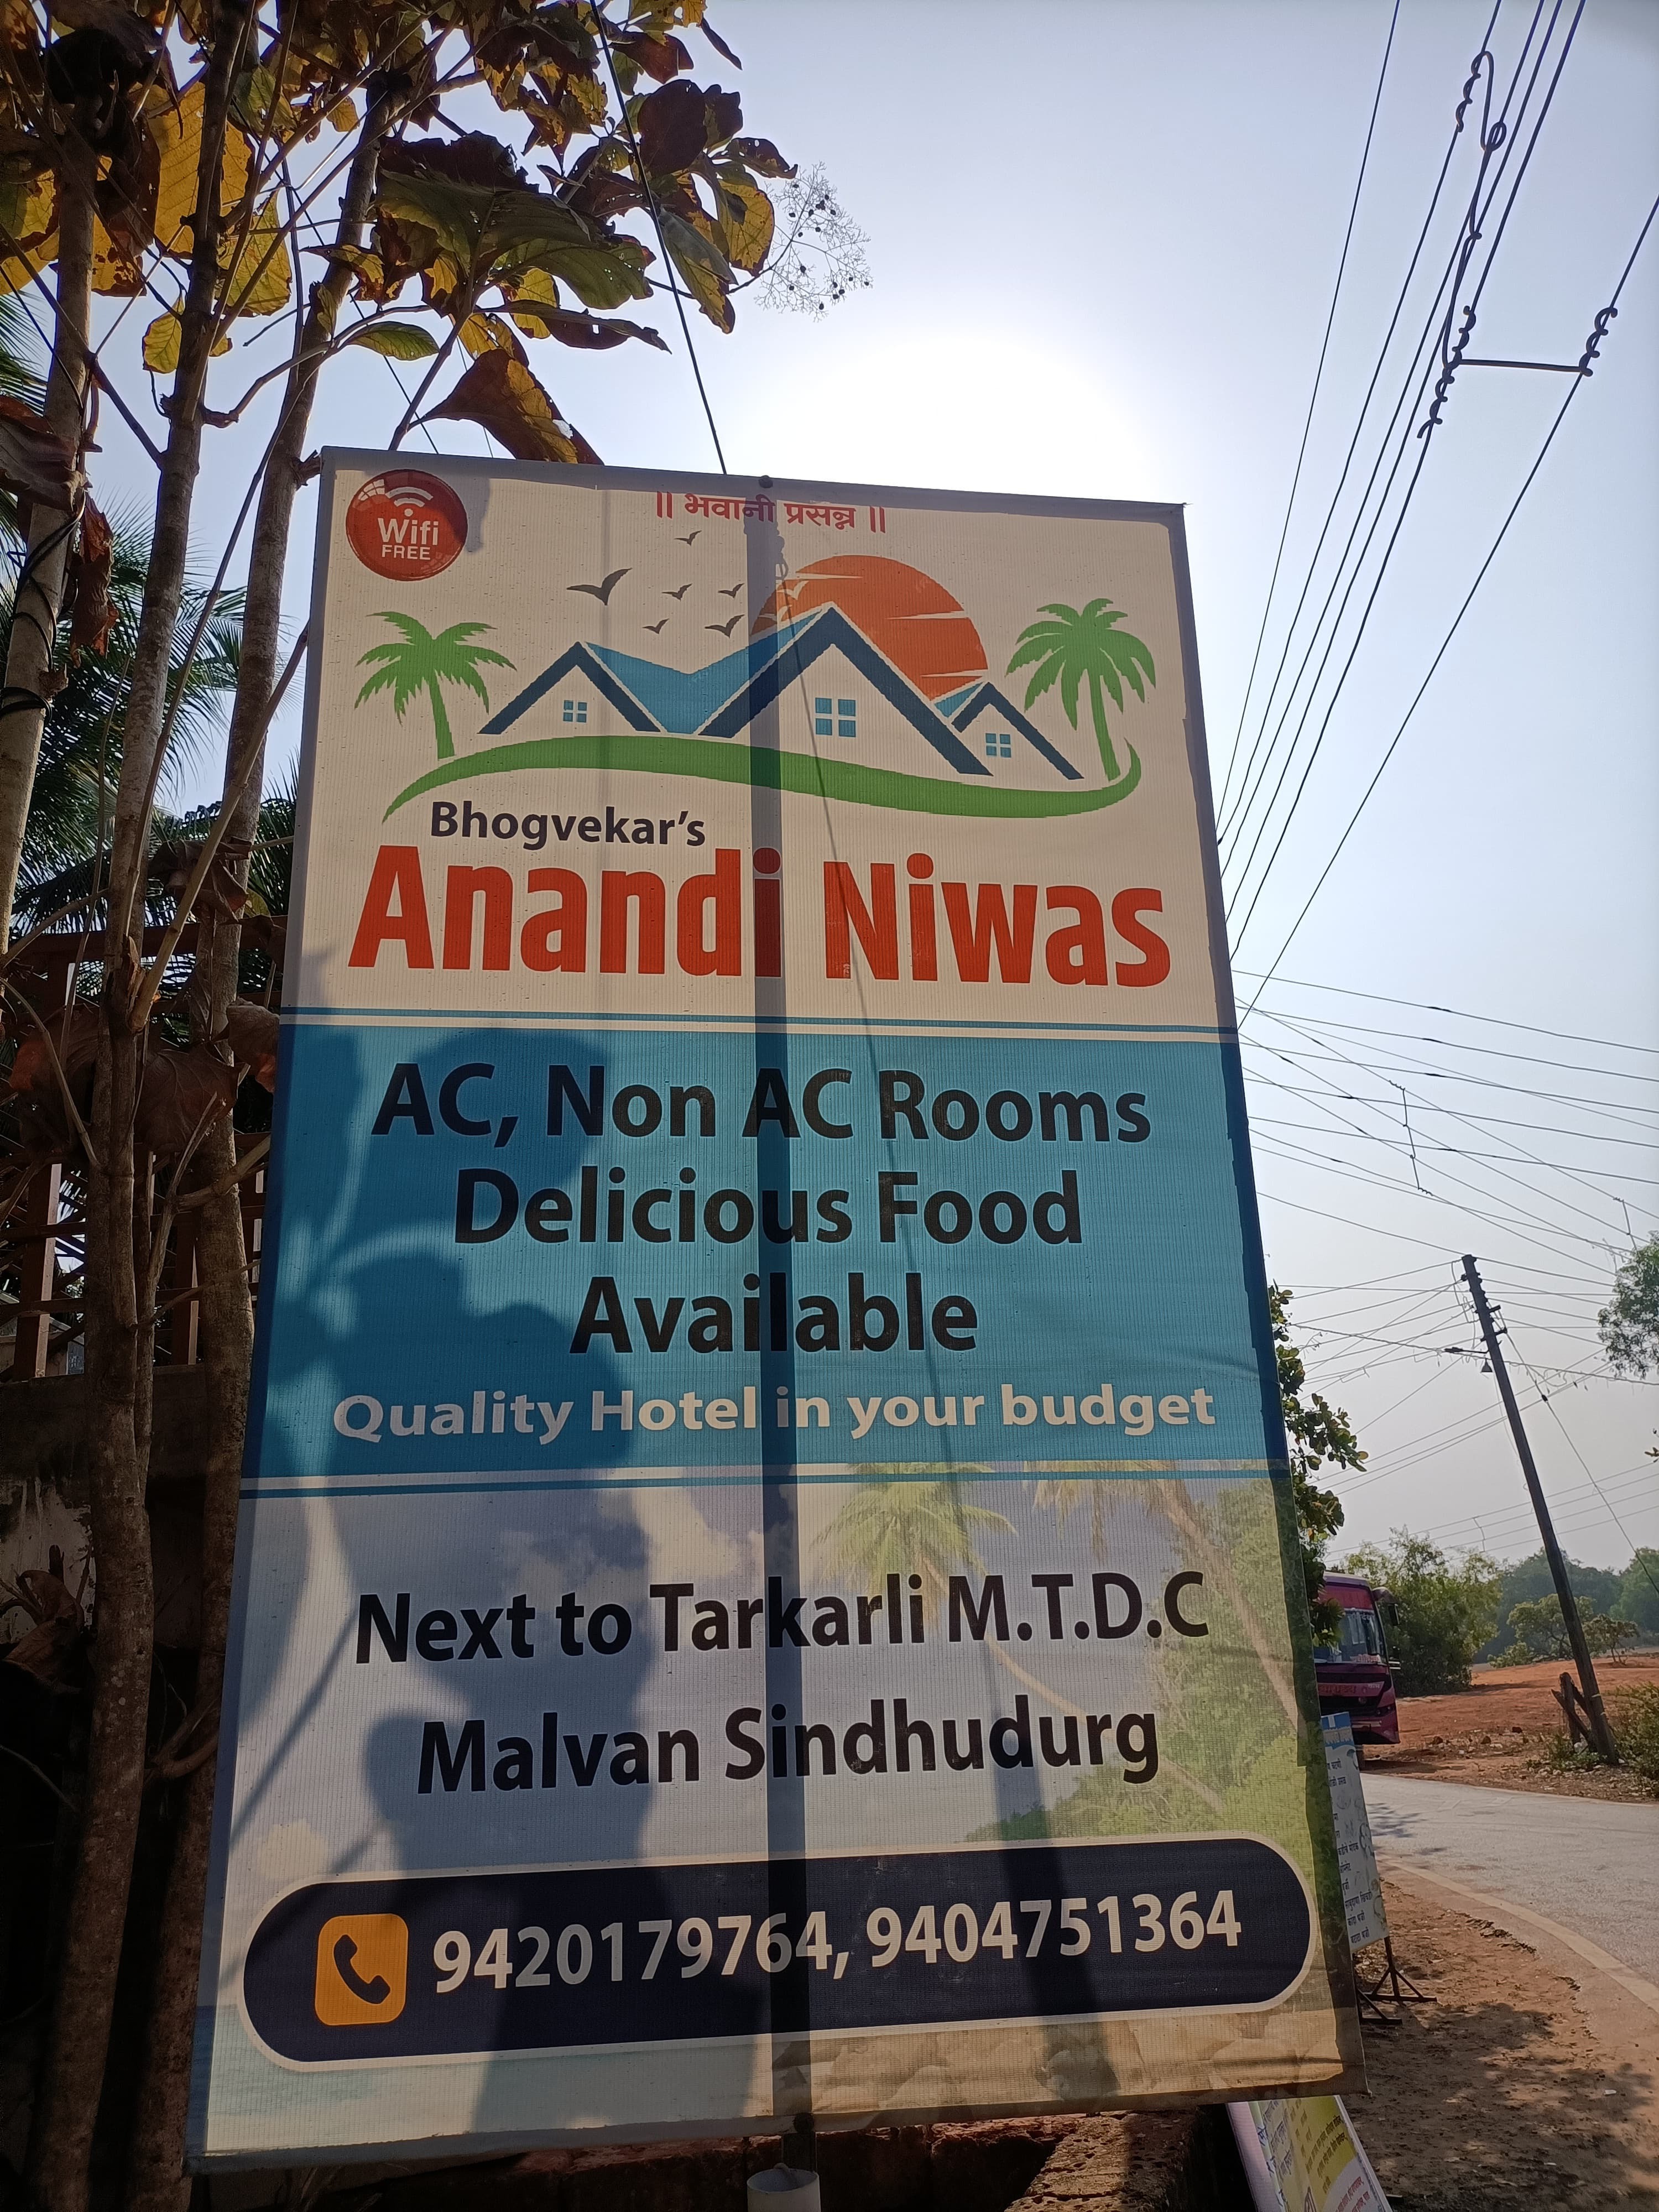 Wifi
FREE
॥ भवानी प्रसन्न ॥
Bhogvekar's
Anandi Niwas
AC, Non AC Rooms
Delicious Food
Available
Quality Hotel in your budget
Next to Tarkarli M.T.D.C
Malvan Sindhudurg
9420179764, 9404751364